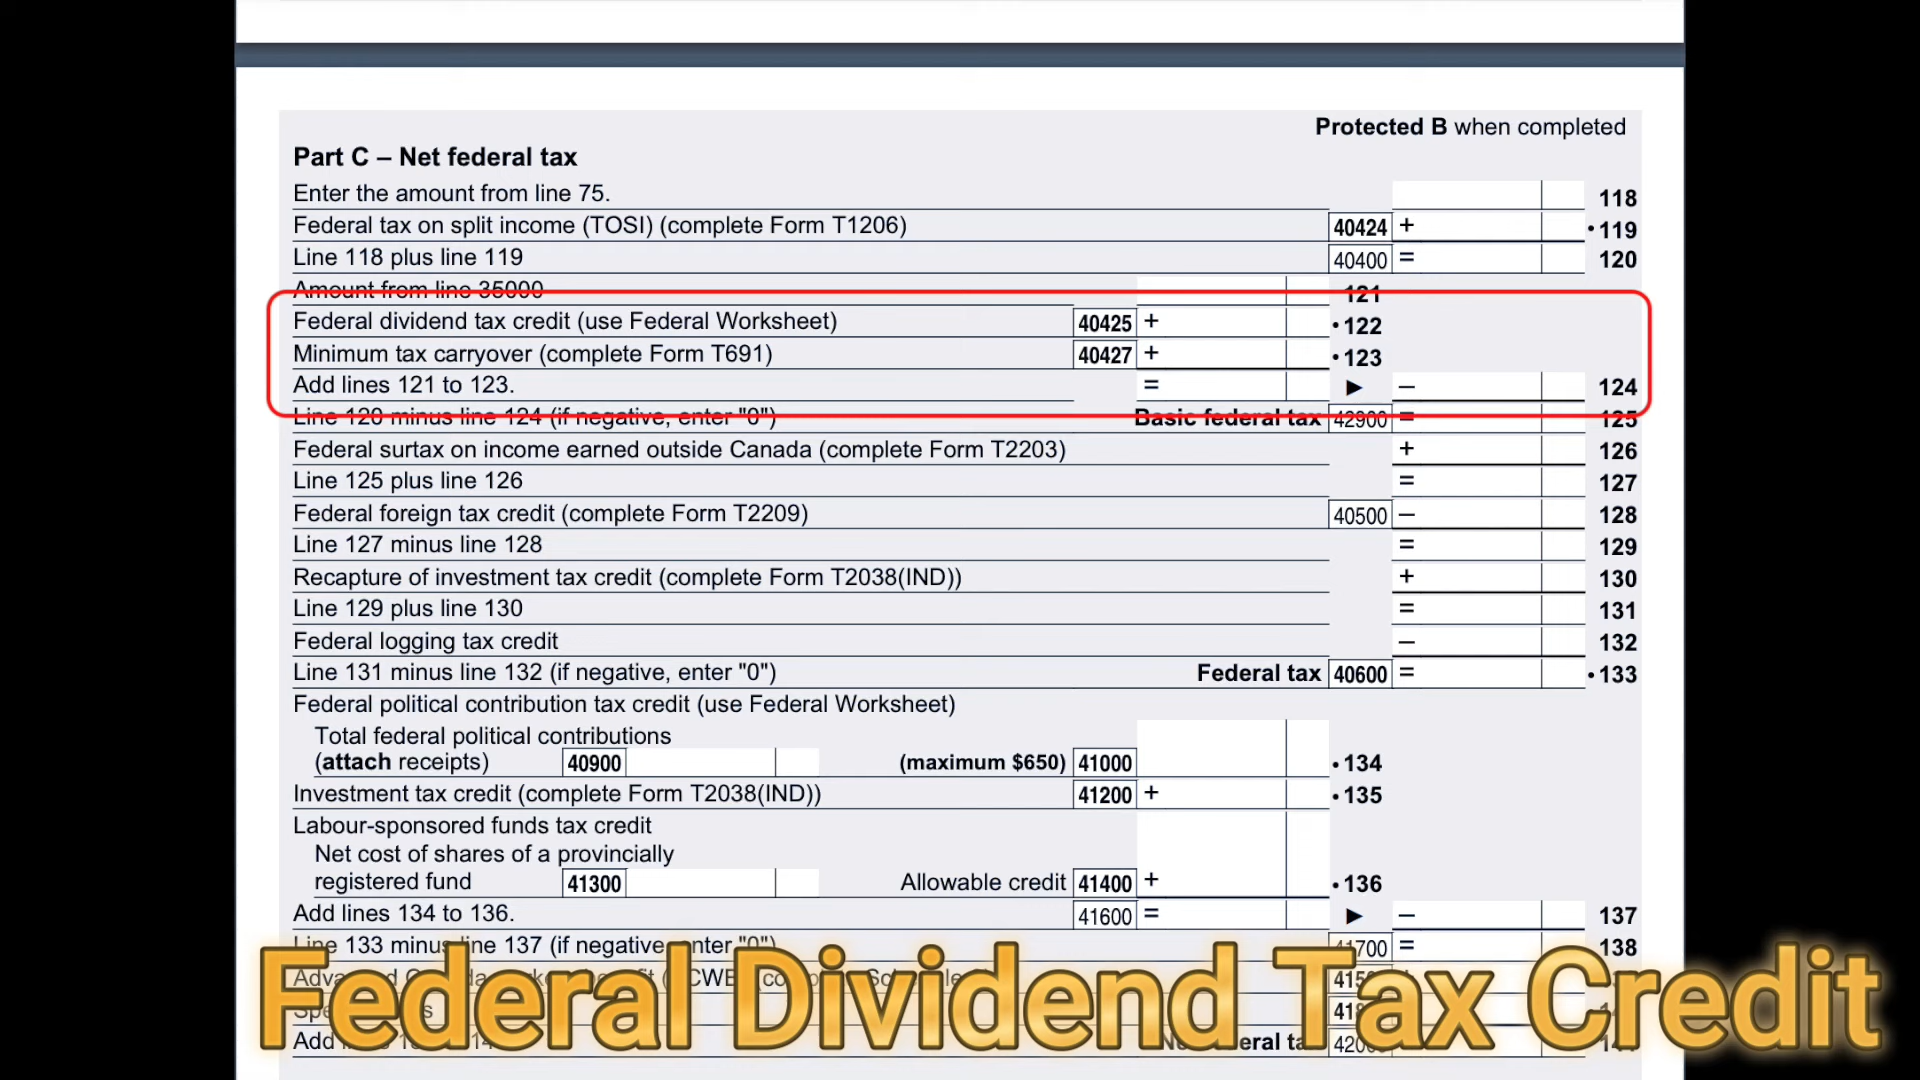 Protected B when completed
Part C – Net federal tax
Enter the amount from line 75. 118
Federal tax on split income (TOSI) (complete Form T1206) 40424 + •119
Line 118 plus line 119 40400 = 120
Amount from line 35000 121
Federal dividend tax credit (use Federal Worksheet) 40425 + •122
Minimum tax carryover (complete Form T691) 40427 + •123
Add lines 121 to 123. = ► – 124
Line 120 minus line 124 (if negative, enter "0") Basic federal tax 42900 = 125
Federal surtax on income earned outside Canada (complete Form T2203) + 126
Line 125 plus line 126 = 127
Federal foreign tax credit (complete Form T2209) 40500 – 128
Line 127 minus line 128 = 129
Recapture of investment tax credit (complete Form T2038(IND)) + 130
Line 129 plus line 130 = 131
Federal logging tax credit – 132
Line 131 minus line 132 (if negative, enter "0") Federal tax 40600 = •133
Federal political contribution tax credit (use Federal Worksheet)
Total federal political contributions
(attach receipts) 40900 (maximum $650) 41000 •134
Investment tax credit (complete Form T2038(IND)) 41200 + •135
Labour-sponsored funds tax credit
Net cost of shares of a provincially
registered fund 41300 Allowable credit 41400 + •136
Add lines 134 to 136. 41600 = ► – 137
Line 133 minus line 137 (if negative, enter "0") = 138
Federal Dividend Tax Credit
Add